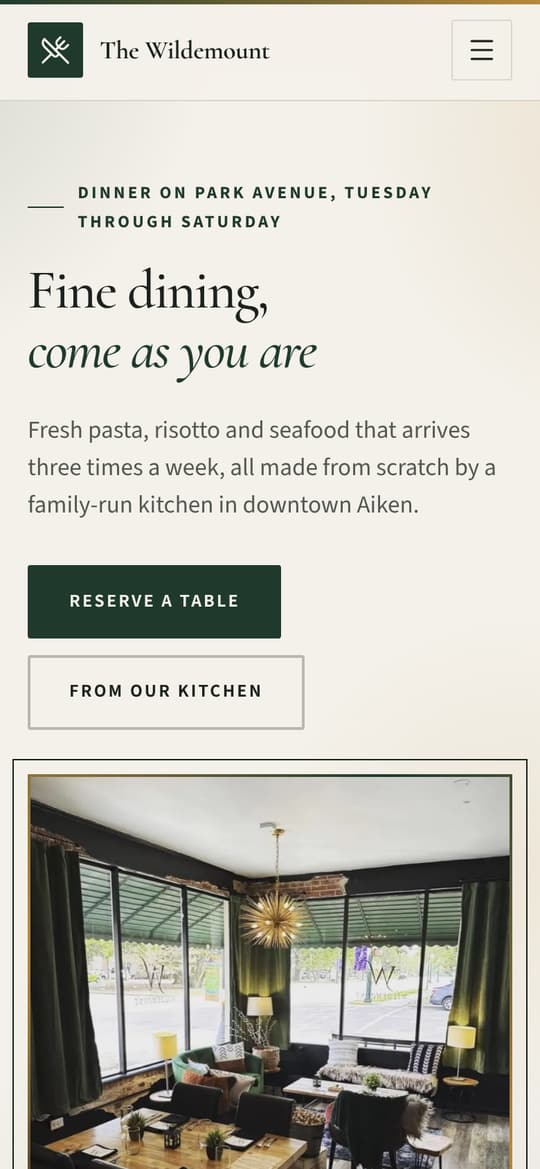 The Wildemount
DINNER ON PARK AVENUE, TUESDAY
THROUGH SATURDAY
Fine dining,
come as you are
Fresh pasta, risotto and seafood that arrives
three times a week, all made from scratch by a
family-run kitchen in downtown Aiken.
RESERVE A TABLE
FROM OUR KITCHEN
W
W